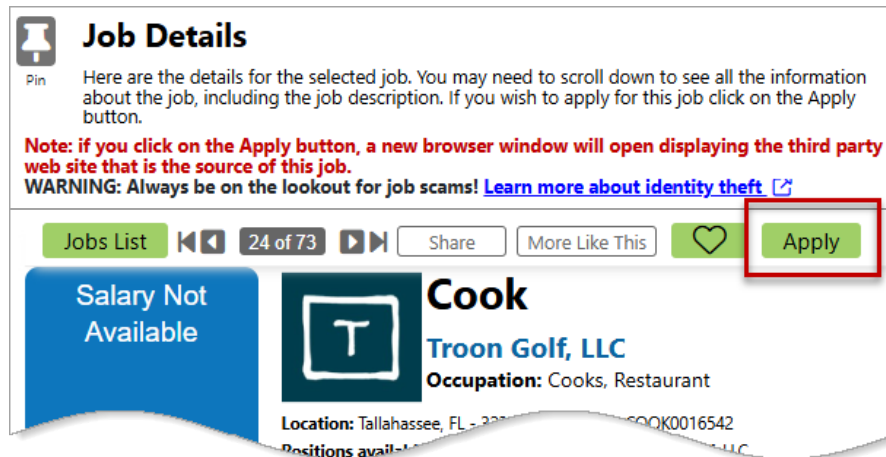 Job Details
Pin
Here are the details for the selected job. You may need to scroll down to see all the information
about the job, including the job description. If you wish to apply for this job click on the Apply
button.
Note: if you click on the Apply button, a new browser window will open displaying the third party
web site that is the source of this job.
WARNING: Always be on the lookout for job scams! Learn more about identity theft
Jobs List 24 of 73 Share More Like This Apply
Salary Not
Available
T
Cook
Troon Golf, LLC
Occupation: Cooks, Restaurant
Location: Tallahassee, FL - OK0016542
Positions